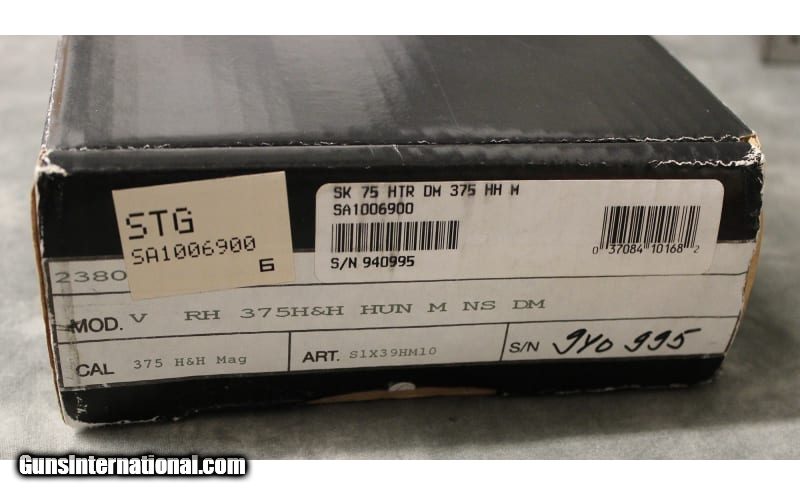 STG
SA1006900
6
SK 75 HTR DM 375 HH M
SA1006900
S/N 940995
0 37084 10168 2
2380
MOD. V RH 375H&H HUN M NS DM
CAL 375 H&H Mag
ART. S1X39HM10
S/N 940 995
GunsInternational.com